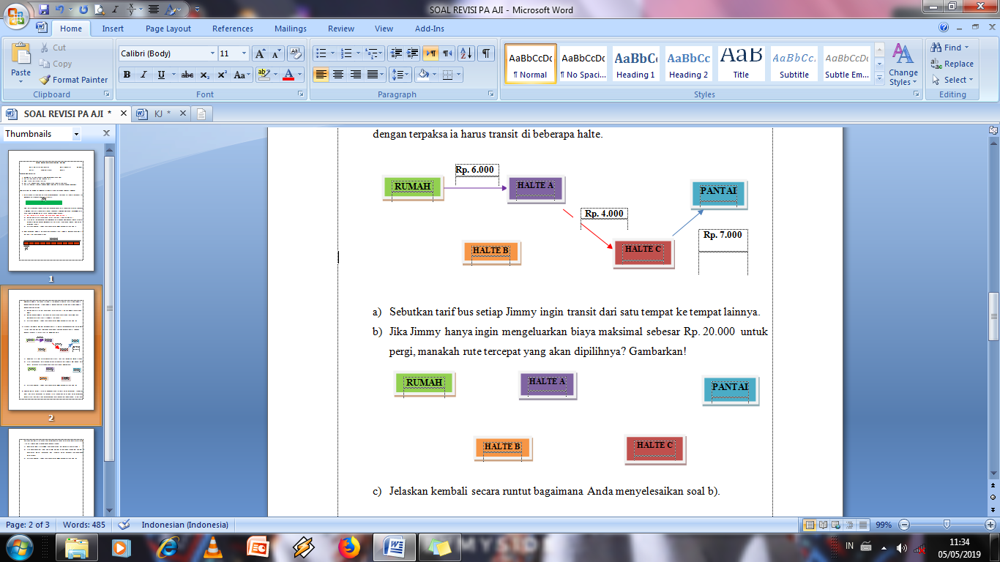 SOAL REVISI PA AJI - Microsoft Word
Home Insert Page Layout References Mailings Review View Add-Ins
Paste
Cut
Copy
Format Painter
Clipboard
Calibri (Body) 11
Font
Paragraph
AaBbCcDc AaBbCcDc AaBbC AaBbCc AaB AaBbCc. AaBbCcDc
¶ Normal ¶ No Spaci... Heading 1 Heading 2 Title Subtitle Subtle Em...
Styles
Change Styles
Find
Replace
Select
Editing
SOAL REVISI PA AJI * KJ *
Thumbnails
1
2
dengan terpaksa ia harus transit di beberapa halte.
Rp. 6.000
RUMAH HALTE A PANTAI
Rp. 4.000
Rp. 7.000
HALTE B HALTE C
a) Sebutkan tarif bus setiap Jimmy ingin transit dari satu tempat ke tempat lainnya.
b) Jika Jimmy hanya ingin mengeluarkan biaya maksimal sebesar Rp. 20.000 untuk
pergi, manakah rute tercepat yang akan dipilihnya? Gambarkan!
RUMAH HALTE A PANTAI
HALTE B HALTE C
c) Jelaskan kembali secara runtut bagaimana Anda menyelesaikan soal b).
Page: 2 of 3 Words: 485 Indonesian (Indonesia) 99%
IN 11:34
05/05/2019